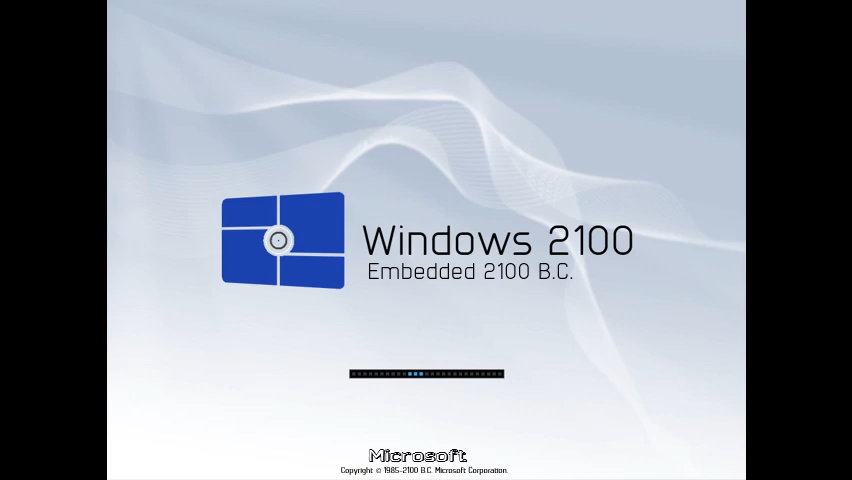 Windows 2100
Embedded 2100 B.C.
Microsoft
Copyright © 1985-2100 B.C. Microsoft Corporation.